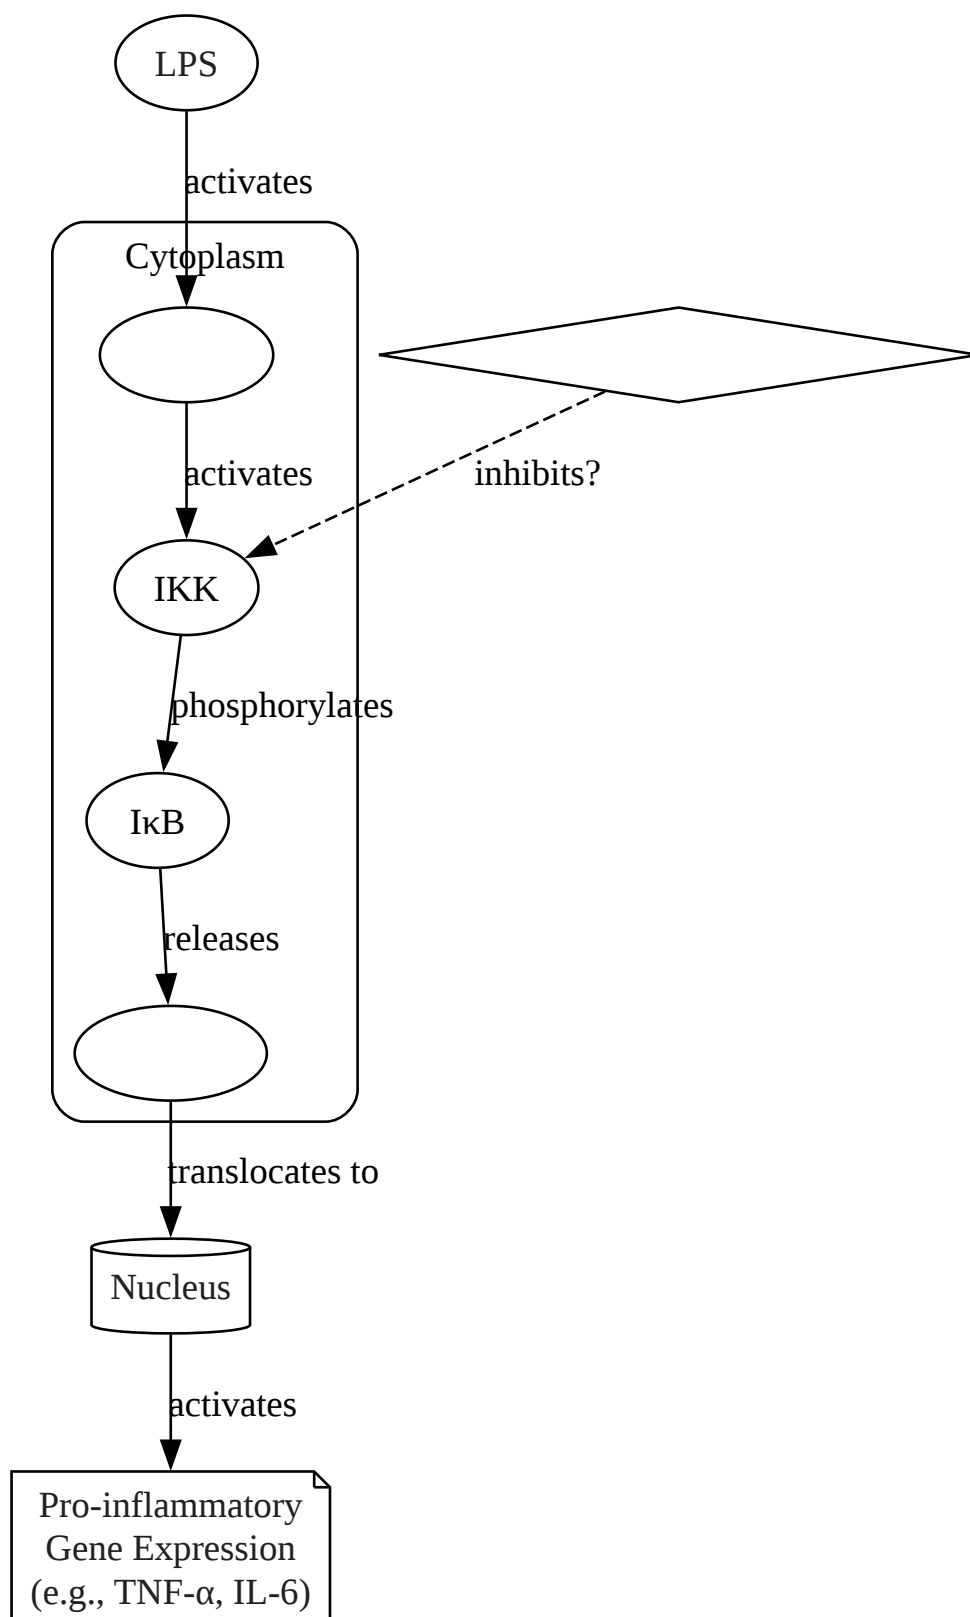 LPS
activates
Cytoplasm
activates
inhibits?
IKK
phosphorylates
IκB
releases
translocates to
Nucleus
activates
Pro-inflammatory
Gene Expression
(e.g., TNF-α, IL-6)